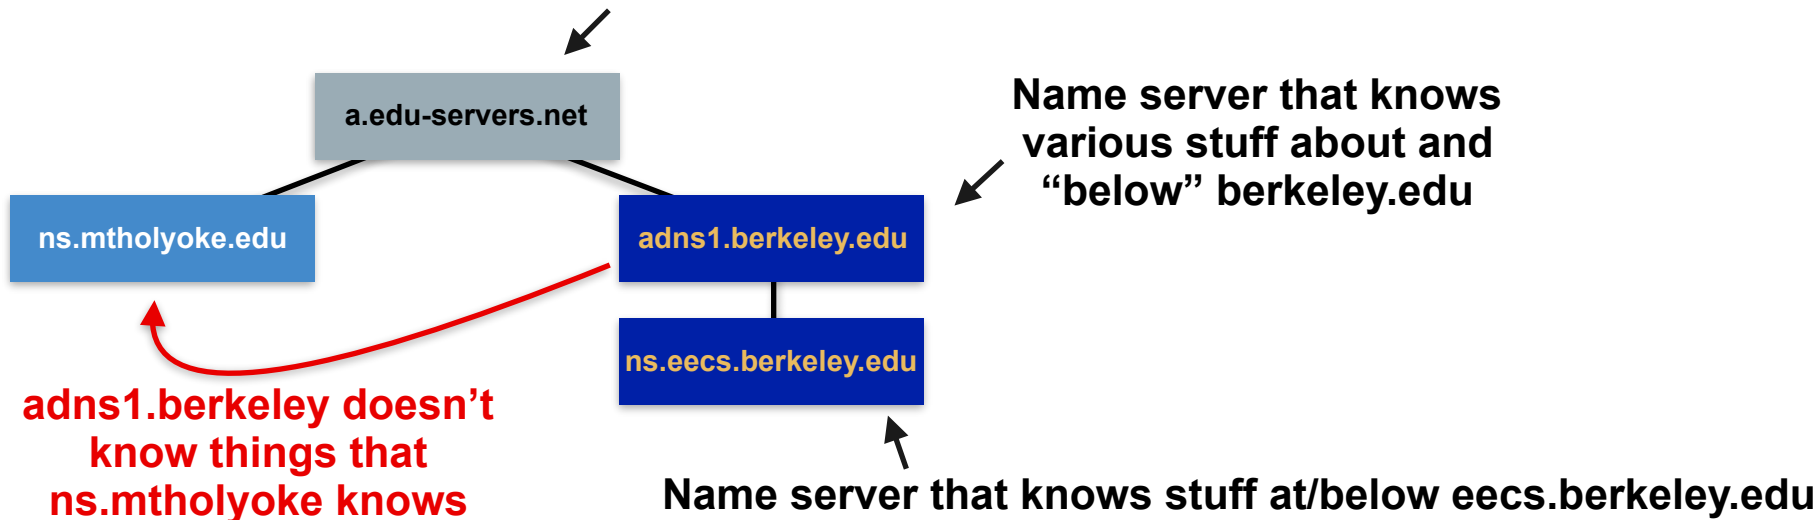 a.edu-servers.net
Name server that knows
various stuff about and
“below” berkeley.edu
ns.mtholyoke.edu
adns1.berkeley.edu
ns.eecs.berkeley.edu
adns1.berkeley doesn’t
know things that
ns.mtholyoke knows
Name server that knows stuff at/below eecs.berkeley.edu